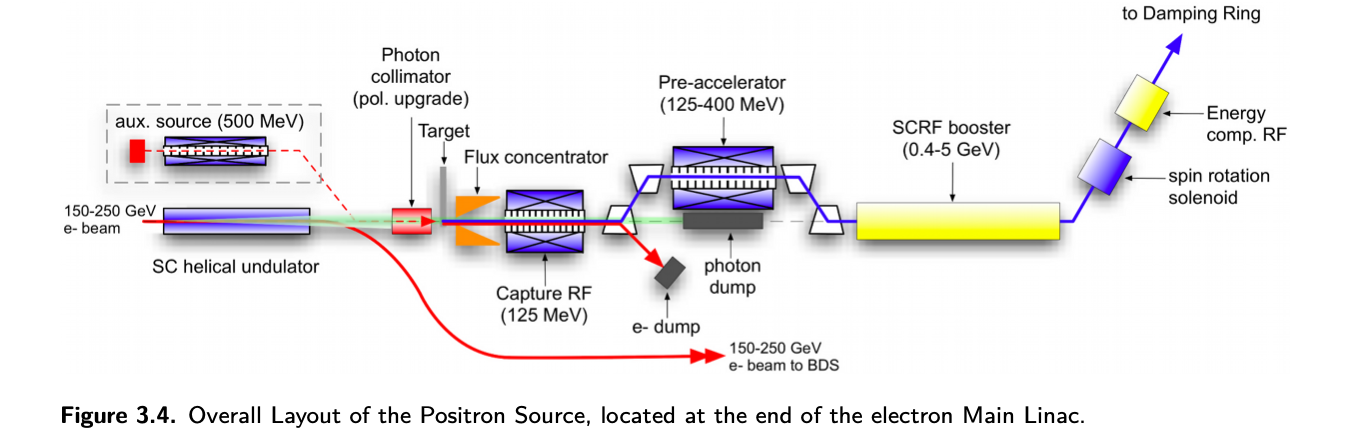 to Damping Ring
Photon
collimator
(pol. upgrade)
Pre-accelerator
(125-400 MeV)
aux. source (500 MeV)
Target
Energy
comp. RF
SCRF booster
(0.4-5 GeV)
Flux concentrator
spin rotation
solenoid
150-250 GeV
e- beam
SC helical undulator
photon
dump
Capture RF
(125 MeV)
e- dump
150-250 GeV
e- beam to BDS
Figure 3.4. Overall Layout of the Positron Source, located at the end of the electron Main Linac.